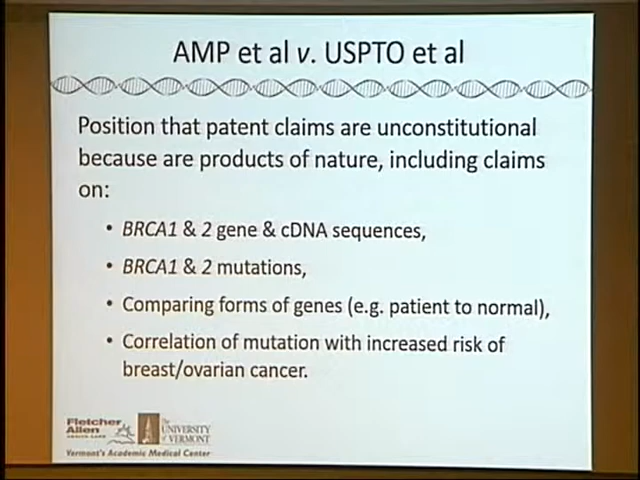 AMP et al v. USPTO et al
Position that patent claims are unconstitutional
because are products of nature, including claims
on:
• BRCA1 & 2 gene & cDNA sequences,
• BRCA1 & 2 mutations,
• Comparing forms of genes (e.g. patient to normal),
• Correlation of mutation with increased risk of
breast/ovarian cancer.
Fletcher
Allen
HEALTH CARE
The
UNIVERSITY
of VERMONT
Vermont's Academic Medical Center